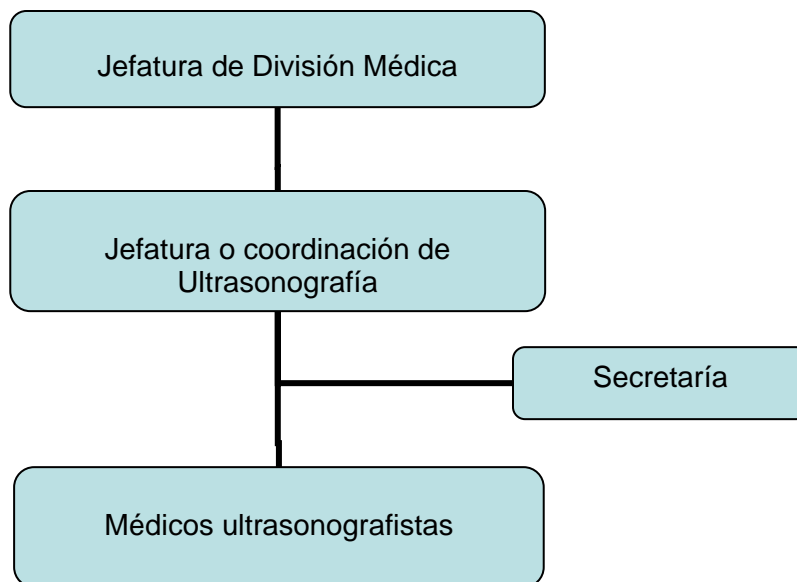 Jefatura de División Médica
Jefatura o coordinación de
Ultrasonografía
Secretaría
Médicos ultrasonografistas